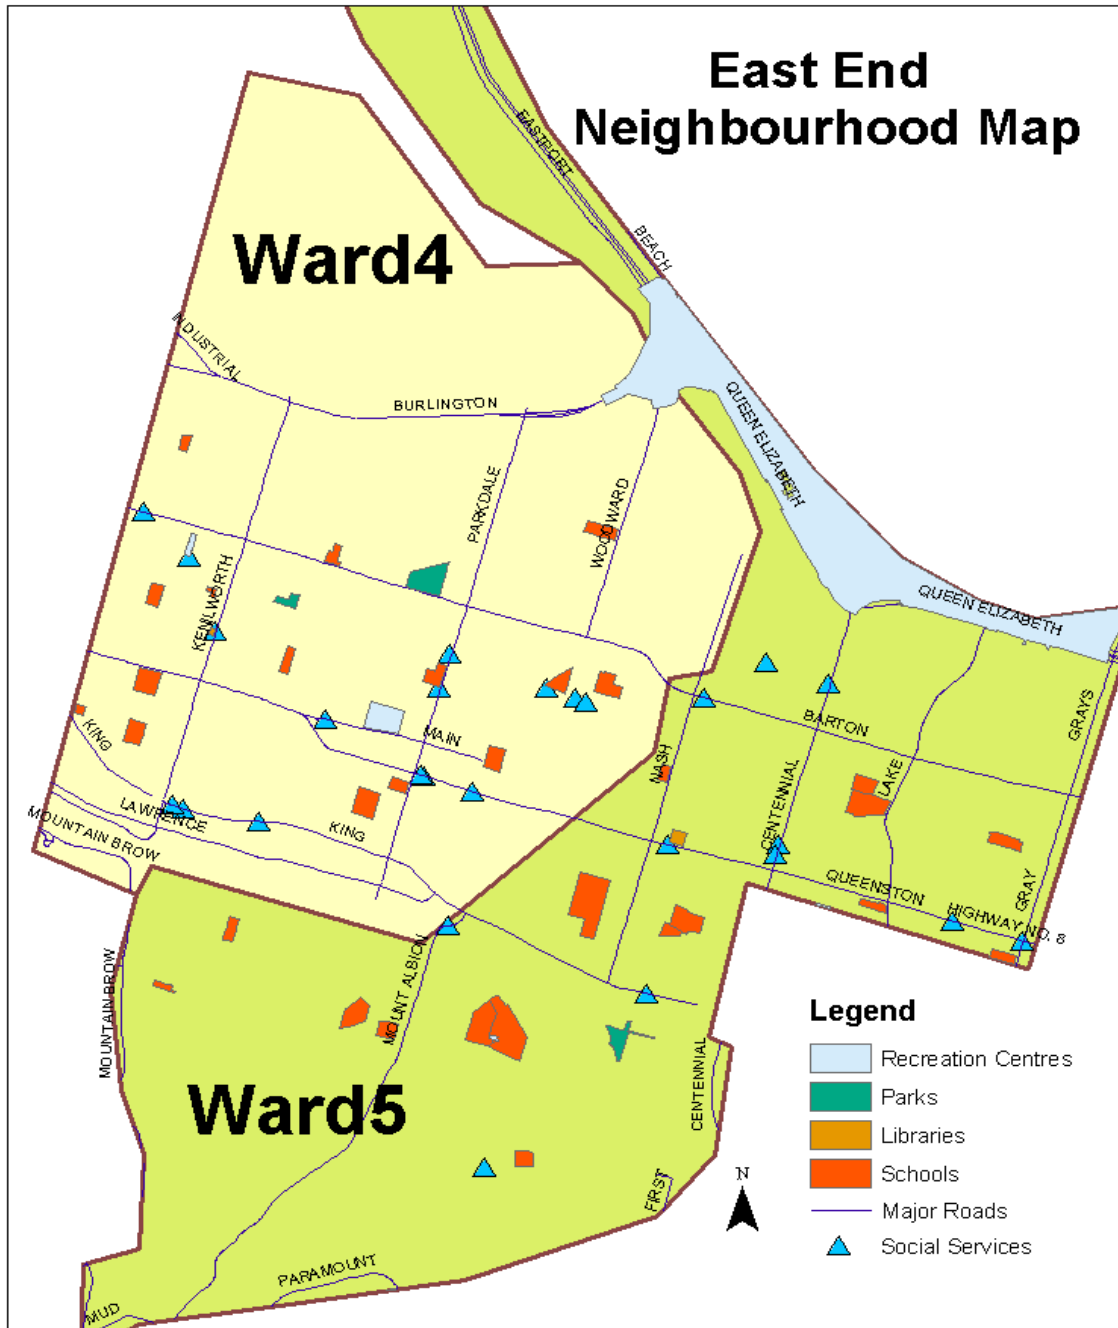 East End
Neighbourhood Map
EASTPORT
BEACH
Ward4
INDUSTRIAL
BURLINGTON
QUEEN ELIZABETH
PARKDALE
WOODWARD
KENILWORTH
QUEEN ELIZABETH
GRAYS
BARTON
MAIN
KING
NASH
LAKE
CENTENNIAL
LAWRENCE
KING
MOUNTAIN BROW
QUEENSTON
GRAY
HIGHWAY NO. 8
MOUNTAIN BROW
MOUNT ALBION
CENTENNIAL
Ward5
FIRST
PARAMOUNT
MUD
Legend
Recreation Centres
Parks
Libraries
Schools
Major Roads
Social Services
N